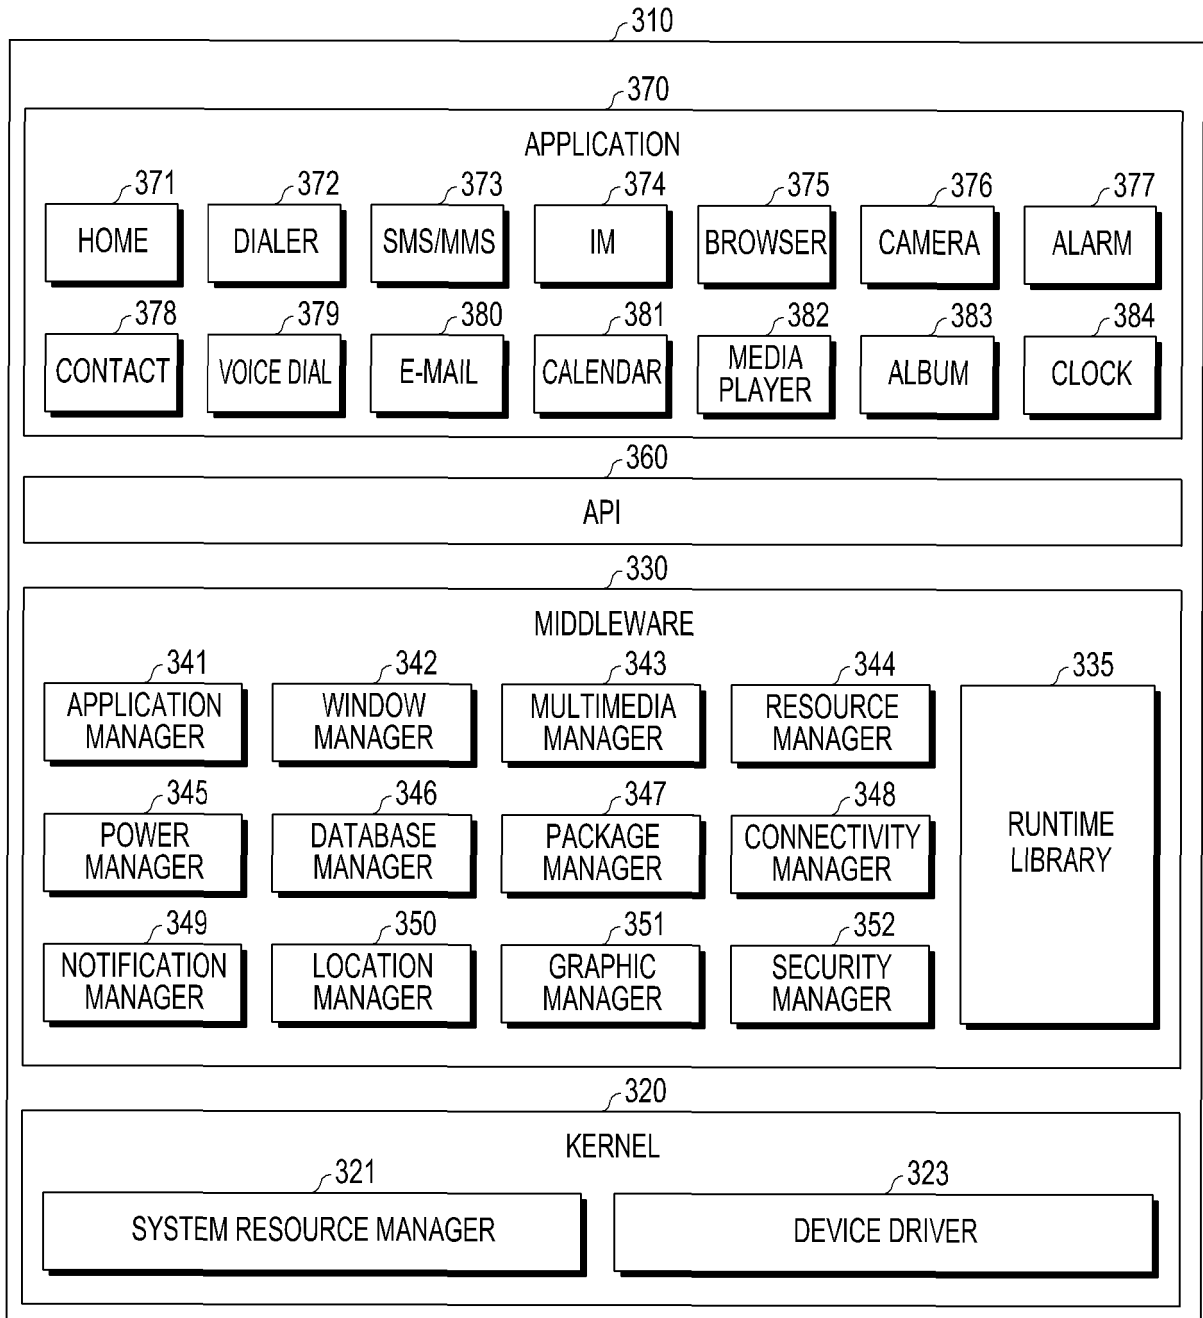 310
370
APPLICATION
371 372 373 374 375 376 377
HOME DIALER SMS/MMS IM BROWSER CAMERA ALARM
378 379 380 381 382 383 384
CONTACT VOICE DIAL E-MAIL CALENDAR MEDIA PLAYER ALBUM CLOCK
360
API
330
MIDDLEWARE
341 342 343 344 335
APPLICATION MANAGER WINDOW MANAGER MULTIMEDIA MANAGER RESOURCE MANAGER
345 346 347 348
POWER MANAGER DATABASE MANAGER PACKAGE MANAGER CONNECTIVITY MANAGER RUNTIME LIBRARY
349 350 351 352
NOTIFICATION MANAGER LOCATION MANAGER GRAPHIC MANAGER SECURITY MANAGER
320
KERNEL
321 323
SYSTEM RESOURCE MANAGER DEVICE DRIVER